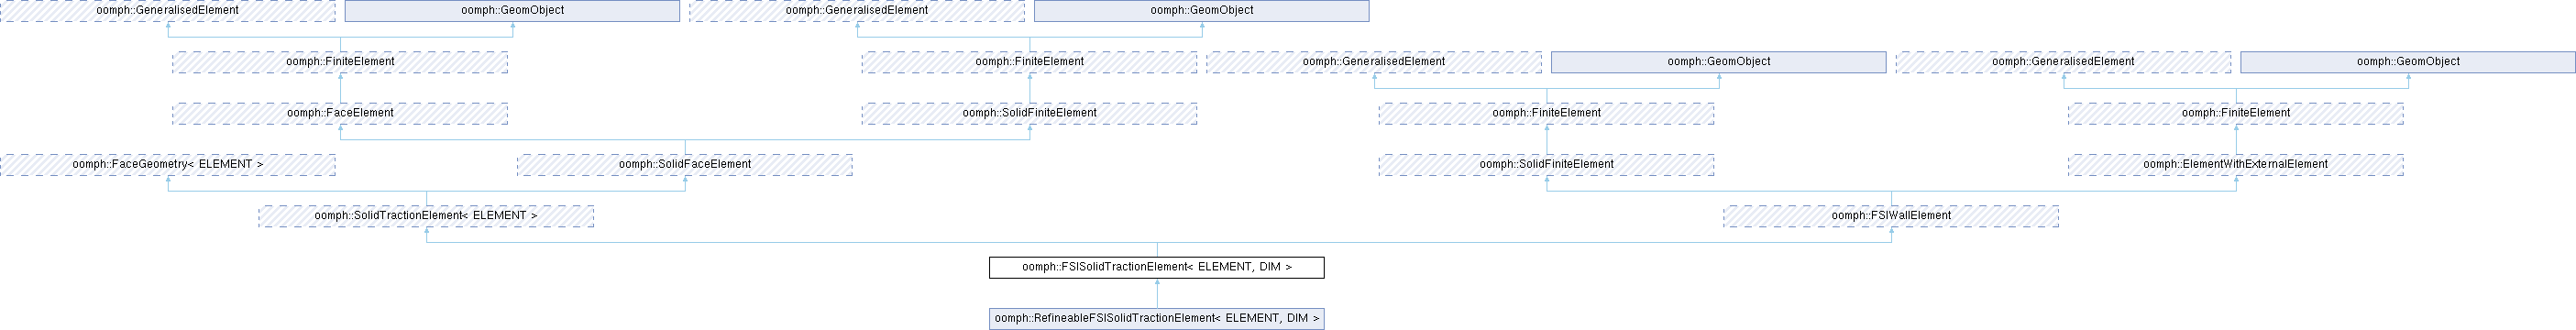 oomph::GeneralisedElement
oomph::GeomObject
oomph::GeneralisedElement
oomph::GeomObject
oomph::FiniteElement
oomph::FiniteElement
oomph::GeneralisedElement
oomph::GeomObject
oomph::GeneralisedElement
oomph::GeomObject
oomph::FaceElement
oomph::SolidFiniteElement
oomph::FiniteElement
oomph::FiniteElement
oomph::FaceGeometry< ELEMENT >
oomph::SolidFaceElement
oomph::SolidFiniteElement
oomph::ElementWithExternalElement
oomph::SolidTractionElement< ELEMENT >
oomph::FSIWallElement
oomph::FSISolidTractionElement< ELEMENT, DIM >
oomph::RefineableFSISolidTractionElement< ELEMENT, DIM >